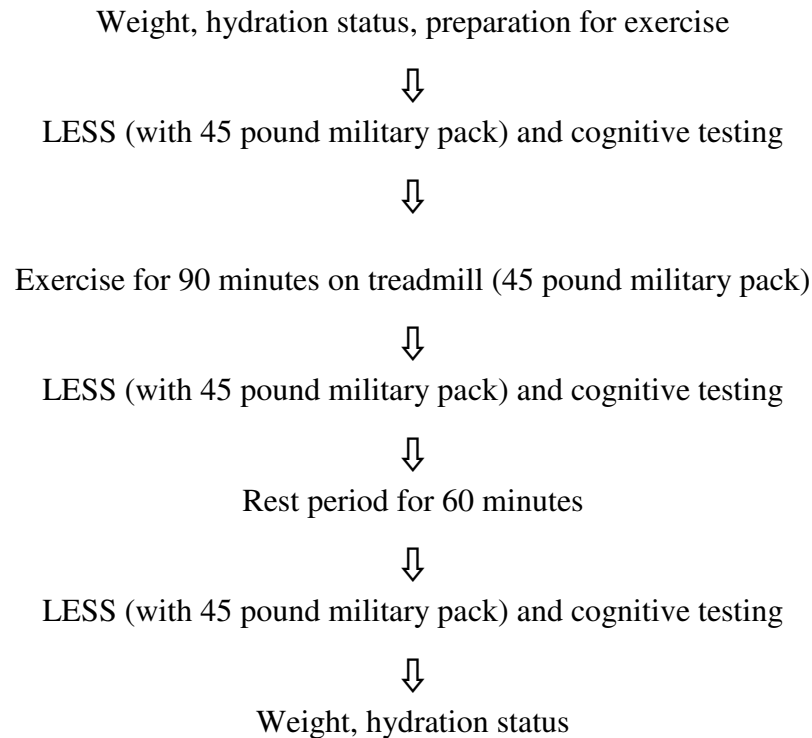 Weight, hydration status, preparation for exercise
⇩
LESS (with 45 pound military pack) and cognitive testing
⇩
Exercise for 90 minutes on treadmill (45 pound military pack)
⇩
LESS (with 45 pound military pack) and cognitive testing
⇩
Rest period for 60 minutes
⇩
LESS (with 45 pound military pack) and cognitive testing
⇩
Weight, hydration status